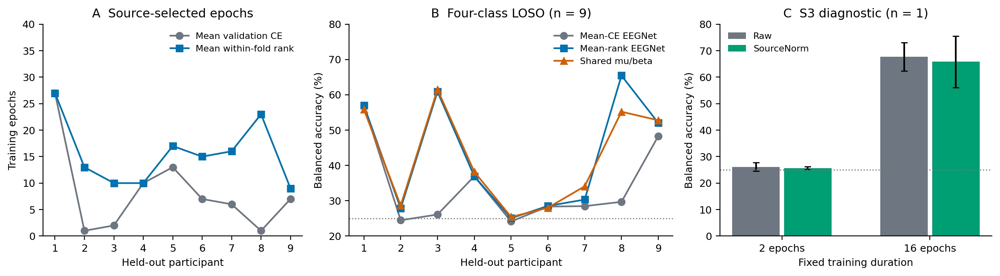 A  Source-selected epochs
Mean validation CE
Mean within-fold rank
Training epochs
40
35
30
25
20
15
10
5
0
1 2 3 4 5 6 7 8 9
Held-out participant
B  Four-class LOSO (n = 9)
Mean-CE EEGNet
Mean-rank EEGNet
Shared mu/beta
Balanced accuracy (%)
80
70
60
50
40
30
20
1 2 3 4 5 6 7 8 9
Held-out participant
C  S3 diagnostic (n = 1)
Raw
SourceNorm
Balanced accuracy (%)
80
70
60
50
40
30
20
10
0
2 epochs 16 epochs
Fixed training duration